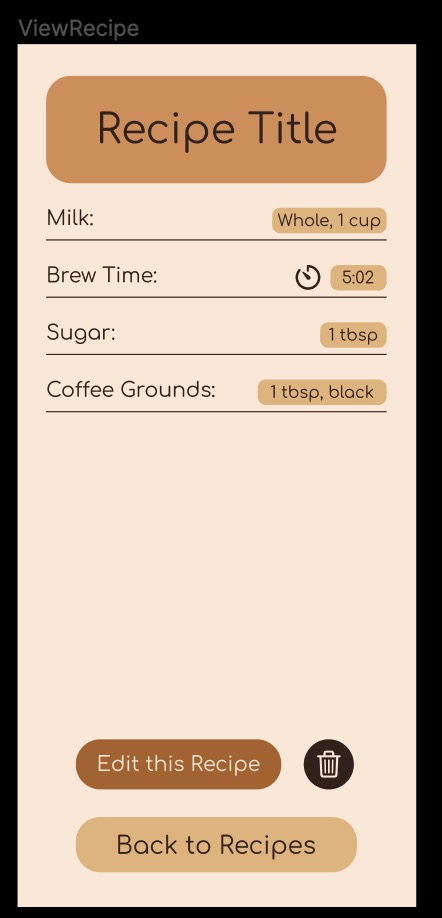 ViewRecipe
Recipe Title
Milk: Whole, 1 cup
Brew Time: 5:02
Sugar: 1 tbsp
Coffee Grounds: 1 tbsp, black
Edit this Recipe
Back to Recipes